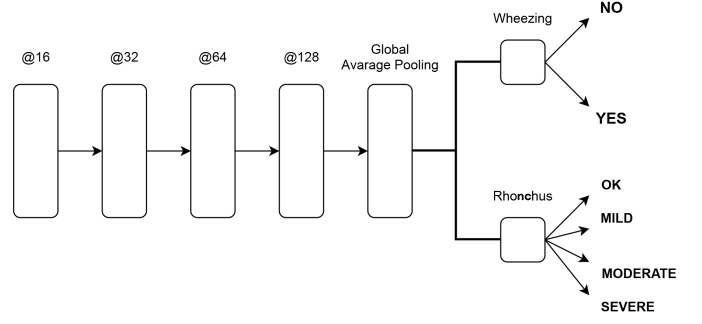 @16
@32
@64
@128
Global
Avarage Pooling
Wheezing
NO
YES
Rhonchus
OK
MILD
MODERATE
SEVERE